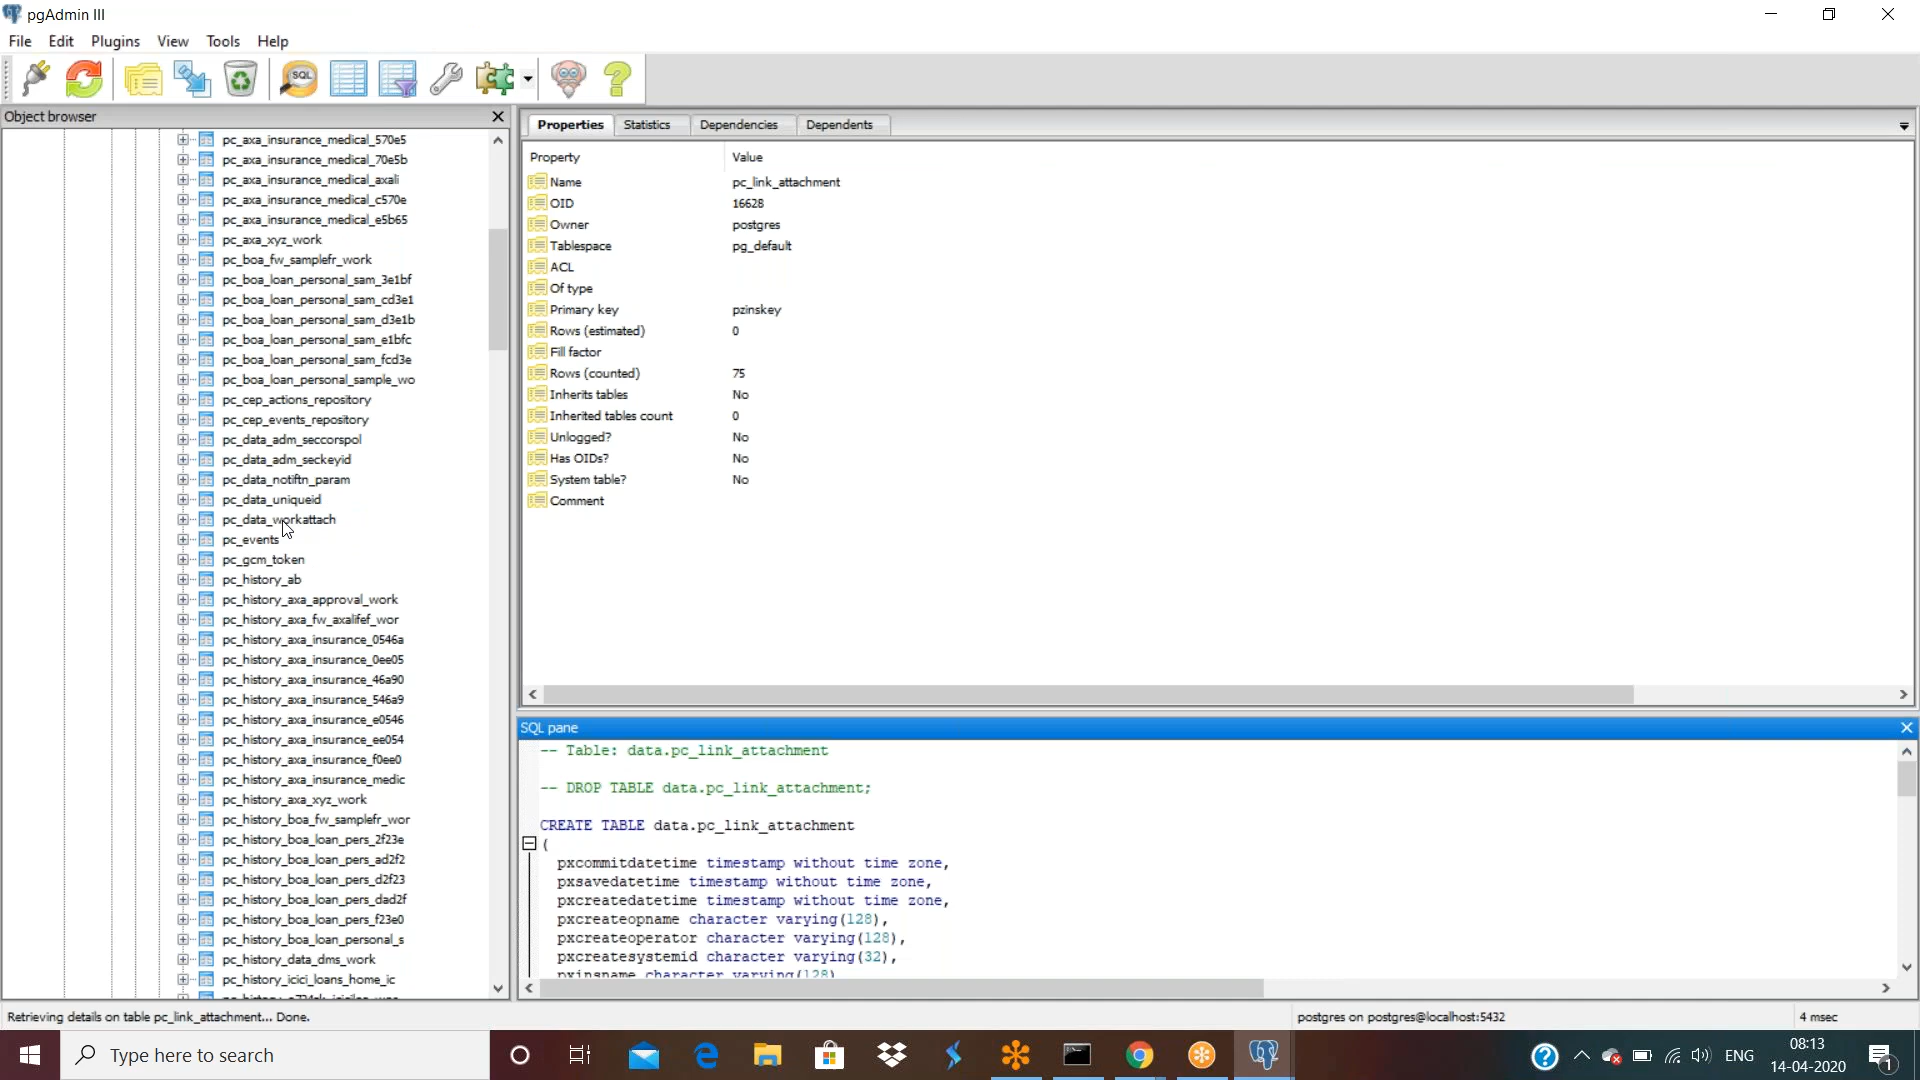 pgAdmin III
File Edit Plugins View Tools Help
SQL
Object browser
pc_axa_insurance_medical_570e5
pc_axa_insurance_medical_70e5b
pc_axa_insurance_medical_axali
pc_axa_insurance_medical_c570e
pc_axa_insurance_medical_e5b65
pc_axa_xyz_work
pc_boa_fw_samplefr_work
pc_boa_loan_personal_sam_3e1bf
pc_boa_loan_personal_sam_cd3e1
pc_boa_loan_personal_sam_d3e1b
pc_boa_loan_personal_sam_e1bfc
pc_boa_loan_personal_sam_fcd3e
pc_boa_loan_personal_sample_wo
pc_cep_actions_repository
pc_cep_events_repository
pc_data_adm_seccorspol
pc_data_adm_seckeyid
pc_data_notiftn_param
pc_data_uniqueid
pc_data_workattach
pc_events
pc_gcm_token
pc_history_ab
pc_history_axa_approval_work
pc_history_axa_fw_axalifef_wor
pc_history_axa_insurance_0546a
pc_history_axa_insurance_0ee05
pc_history_axa_insurance_46a90
pc_history_axa_insurance_546a9
pc_history_axa_insurance_e0546
pc_history_axa_insurance_ee054
pc_history_axa_insurance_f0ee0
pc_history_axa_insurance_medic
pc_history_axa_xyz_work
pc_history_boa_fw_samplefr_wor
pc_history_boa_loan_pers_2f23e
pc_history_boa_loan_pers_ad2f2
pc_history_boa_loan_pers_d2f23
pc_history_boa_loan_pers_dad2f
pc_history_boa_loan_pers_f23e0
pc_history_boa_loan_personal_s
pc_history_data_dms_work
pc_history_icici_loans_home_ic
Properties Statistics Dependencies Dependents
Property Value
Name pc_link_attachment
OID 16628
Owner postgres
Tablespace pg_default
ACL
Of type
Primary key pzinskey
Rows (estimated) 0
Fill factor
Rows (counted) 75
Inherits tables No
Inherited tables count 0
Unlogged? No
Has OIDs? No
System table? No
Comment
SQL pane
-- Table: data.pc_link_attachment
-- DROP TABLE data.pc_link_attachment;
CREATE TABLE data.pc_link_attachment
(
pxcommitdatetime timestamp without time zone,
pxsavedatetime timestamp without time zone,
pxcreatedatetime timestamp without time zone,
pxcreateopname character varying(128),
pxcreateoperator character varying(128),
pxcreatesystemid character varying(32),
pxinsname character varying(128)
Retrieving details on table pc_link_attachment... Done. postgres on postgres@localhost:5432 4 msec
Type here to search
ENG
08:13
14-04-2020
1